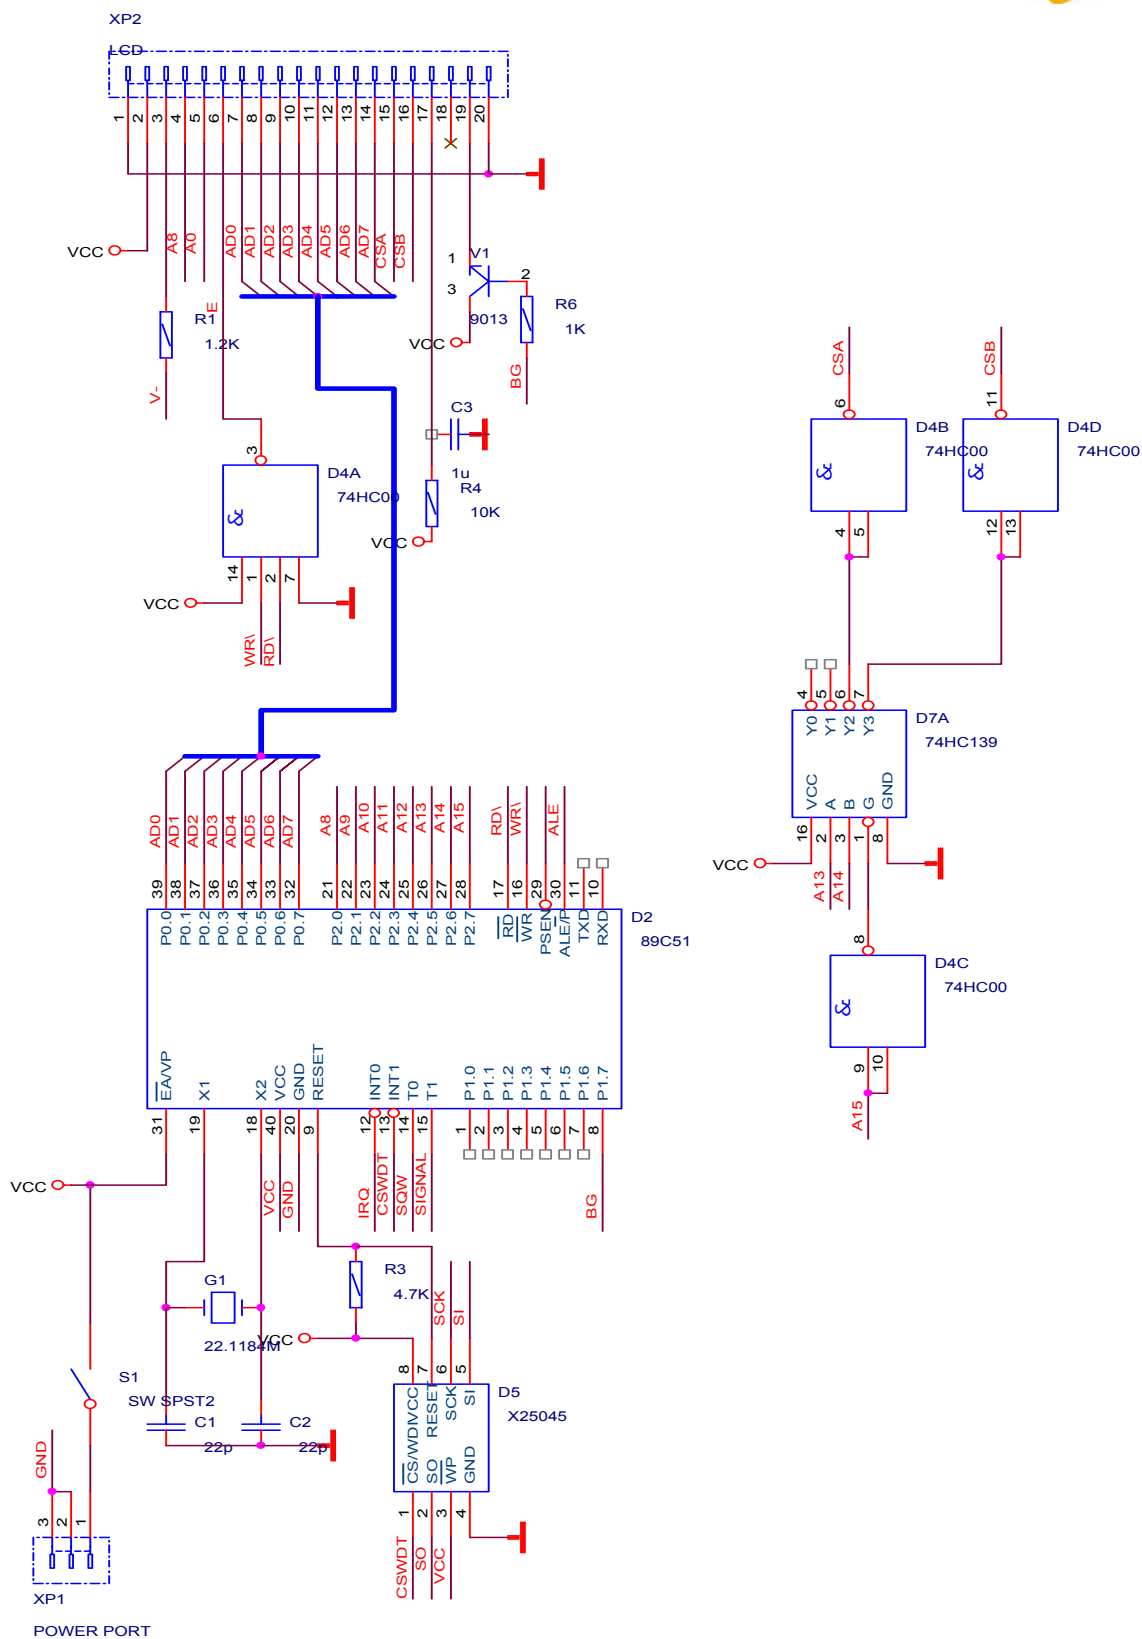 XP2
LCD
1 2 3 4 5 6 7 8 9 10 11 12 13 14 15 16 17 18 19 20
VCC
A8 A0 AD0 AD1 AD2 AD3 AD4 AD5 AD6 AD7 CSA CSB
V1
1
2
3
9013
VCC
R6
1K
BG
E
R1
1.2K
V-
C3
1u
R4
10K
VCC
3
D4A
74HC00
&
14 1 2 7
VCC
WR\ RD\
CSA
6
D4B
74HC00
&
4 5
CSB
11
D4D
74HC00
&
12 13
4 5 6 7
Y0 Y1 Y2 Y3
D7A
74HC139
VCC A B G GND
16 2 3 1 8
VCC
A13 A14
8
D4C
74HC00
&
9 10
A15
AD0 AD1 AD2 AD3 AD4 AD5 AD6 AD7
A8 A9 A10 A11 A12 A13 A14 A15
RD\ WR\ ALE
39 38 37 36 35 34 33 32
21 22 23 24 25 26 27 28
17 16 29 30 11 10
P0.0 P0.1 P0.2 P0.3 P0.4 P0.5 P0.6 P0.7
P2.0 P2.1 P2.2 P2.3 P2.4 P2.5 P2.6 P2.7
RD WR PSEN ALE/P TXD RXD
D2
89C51
EA/VP X1 X2 VCC GND RESET
INT0 INT1 T0 T1
P1.0 P1.1 P1.2 P1.3 P1.4 P1.5 P1.6 P1.7
31 19 18 40 20 9
12 13 14 15
1 2 3 4 5 6 7 8
VCC
VCC GND
IRQ CSWDT SQW SIGNAL
BG
G1
22.1184M
R3
4.7K
VCC
SCK SI
8 7 6 5
D5
X25045
CS/WDI VCC SO RESET WP SCK GND SI
1 2 3 4
CSWDT SO VCC
S1
SW SPST2
C1
22p
C2
22p
GND
3 2 1
XP1
POWER PORT